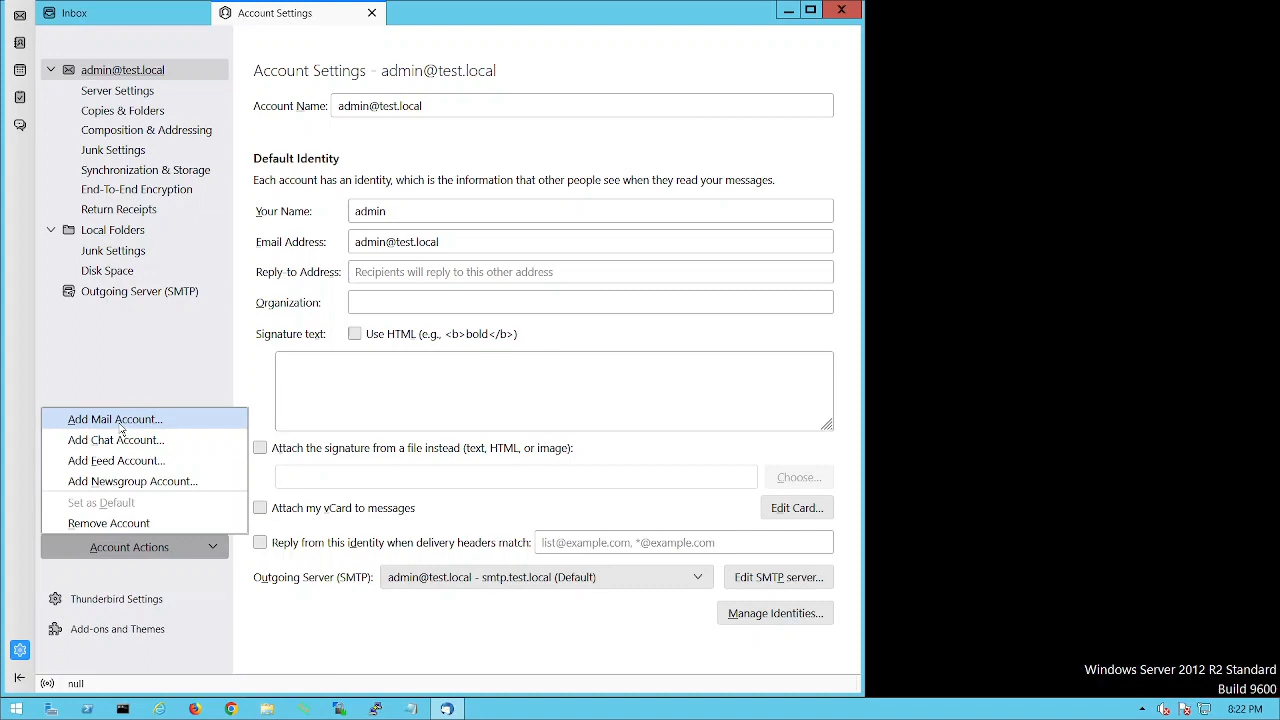 Inbox
Account Settings
admin@test.local
Server Settings
Copies & Folders
Composition & Addressing
Junk Settings
Synchronization & Storage
End-To-End Encryption
Return Receipts
Local Folders
Junk Settings
Disk Space
Outgoing Server (SMTP)
Add Mail Account...
Add Chat Account...
Add Feed Account...
Add Newsgroup Account...
Set as Default
Remove Account
Account Actions
Thunderbird Settings
Add-ons and Themes
Account Settings - admin@test.local
Account Name: admin@test.local
Default Identity
Each account has an identity, which is the information that other people see when they read your messages.
Your Name: admin
Email Address: admin@test.local
Reply-to Address: Recipients will reply to this other address
Organization:
Signature text: Use HTML (e.g., <b>bold</b>)
Attach the signature from a file instead (text, HTML, or image):
Choose...
Attach my vCard to messages Edit Card...
Reply from this identity when delivery headers match: list@example.com, *@example.com
Outgoing Server (SMTP): admin@test.local - smtp.test.local (Default) Edit SMTP server...
Manage Identities...
null
Windows Server 2012 R2 Standard
Build 9600
8:22 PM